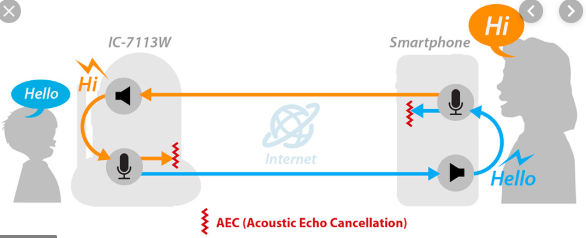 Hi
IC-7113W
Smartphone
Hi
Hello
Internet
Hello
AEC (Acoustic Echo Cancellation)